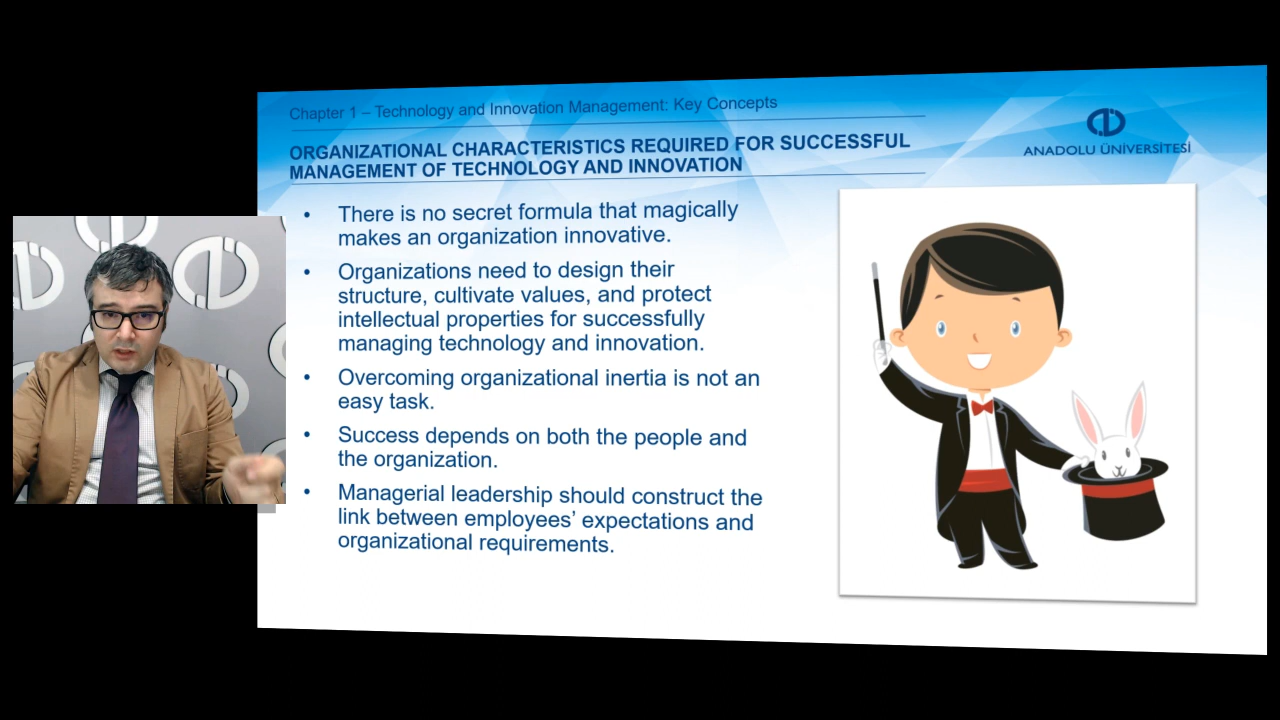 Chapter 1 – Technology and Innovation Management: Key Concepts
ORGANIZATIONAL CHARACTERISTICS REQUIRED FOR SUCCESSFUL
MANAGEMENT OF TECHNOLOGY AND INNOVATION
ANADOLU ÜNİVERSİTESİ
• There is no secret formula that magically
makes an organization innovative.
• Organizations need to design their
structure, cultivate values, and protect
intellectual properties for successfully
managing technology and innovation.
• Overcoming organizational inertia is not an
easy task.
• Success depends on both the people and
the organization.
• Managerial leadership should construct the
link between employees’ expectations and
organizational requirements.